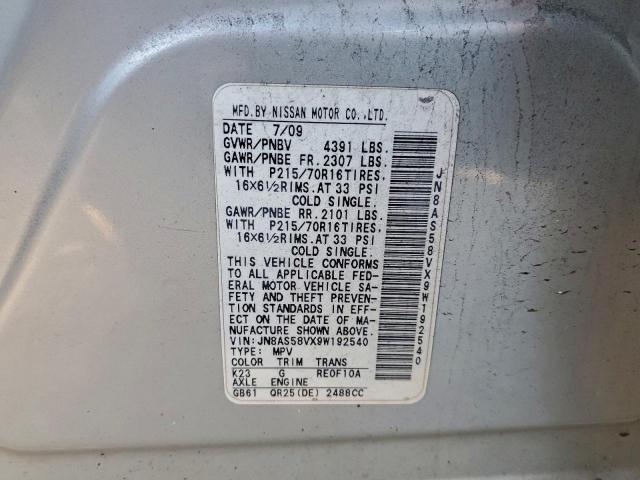 MFD.BY NISSAN MOTOR CO.,LTD.
DATE 7/09
GVWR/PNBV 4391 LBS.
GAWR/PNBE FR. 2307 LBS.
WITH P215/70R16TIRES,
16X6½RIMS.AT 33 PSI
COLD SINGLE.
GAWR/PNBE RR. 2101 LBS.
WITH P215/70R16TIRES,
16X6½RIMS.AT 33 PSI
COLD SINGLE.
THIS VEHICLE CONFORMS
TO ALL APPLICABLE FED-
ERAL MOTOR VEHICLE SA-
FETY AND THEFT PREVEN-
TION STANDARDS IN EFF-
ECT ON THE DATE OF MA-
NUFACTURE SHOWN ABOVE.
VIN: JN8AS58VX9W192540
TYPE: MPV
COLOR TRIM TRANS
K23 G RE0F10A
AXLE ENGINE
GB61 QR25(DE) 2488CC
JN8AS58VX9W192540